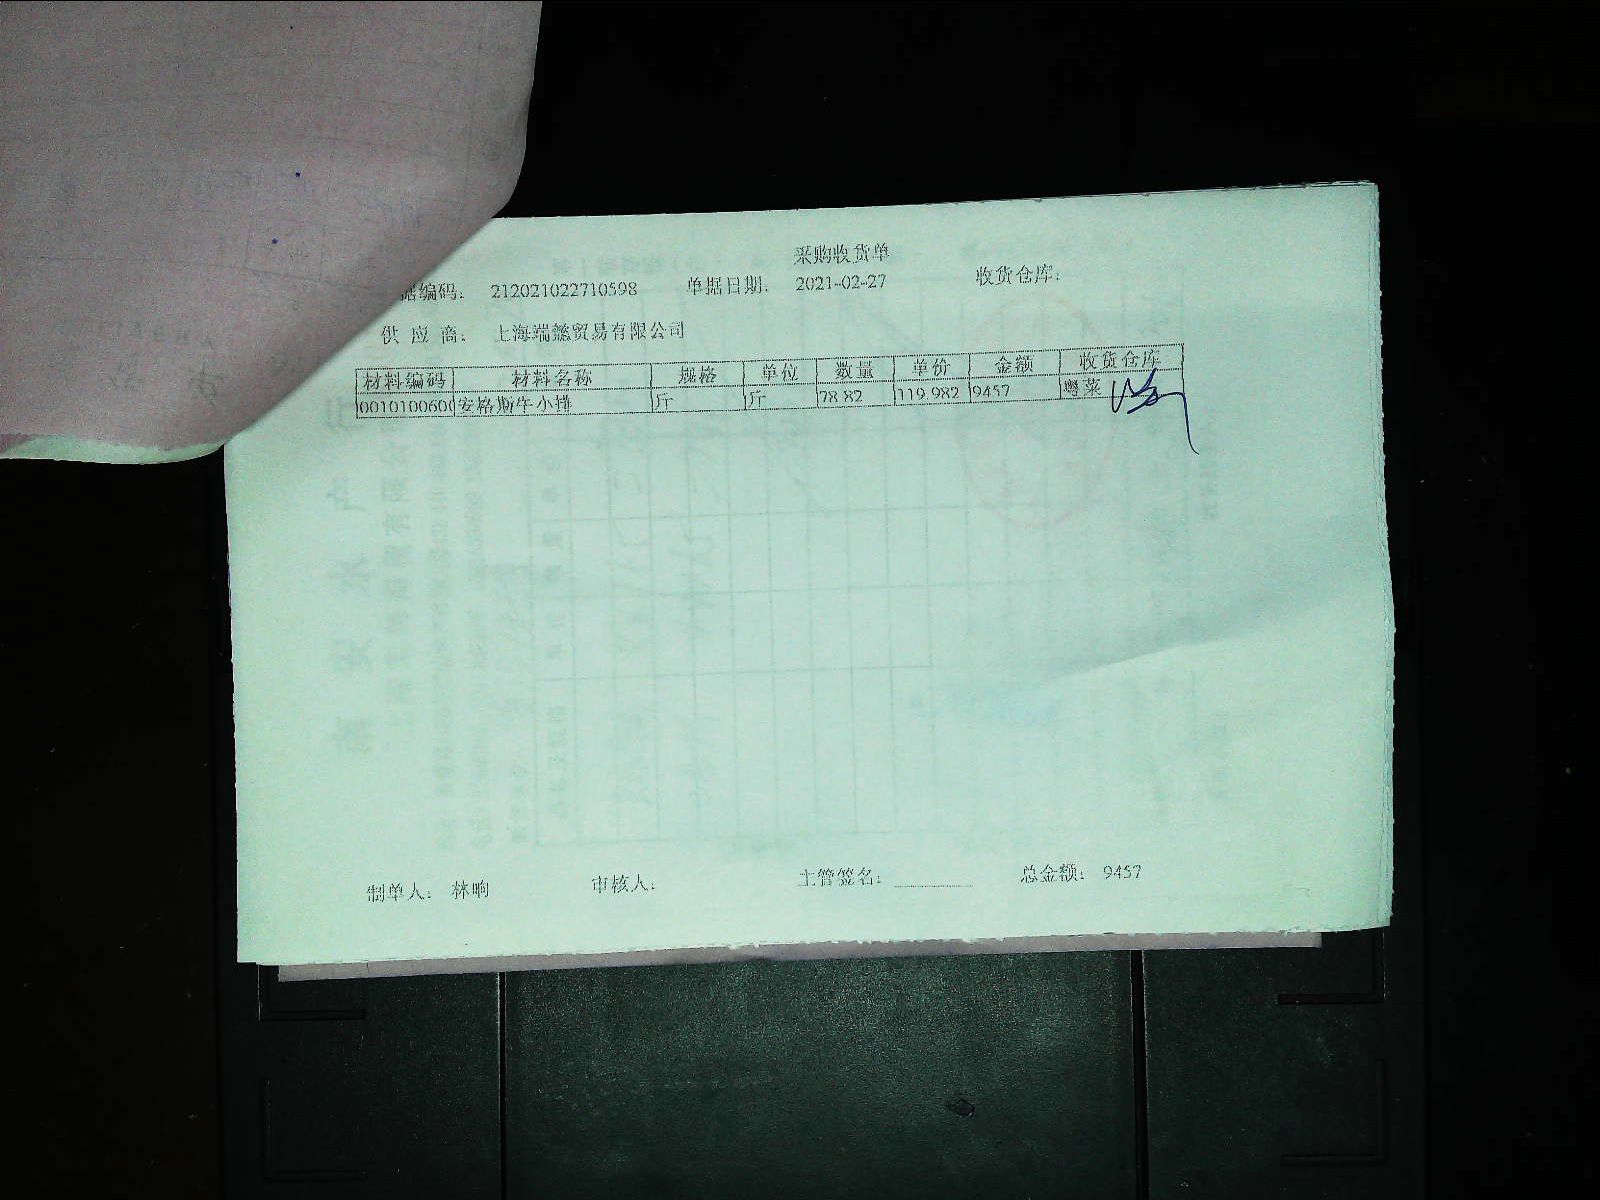 采购收货单
据编码： 212021022710598 单据日期： 2021-02-27 收货仓库：
供 应 商： 上海端懿贸易有限公司
材料编码 材料名称 规格 单位 数量 单价 金额 收货仓库
0010100600 安格斯牛小排 斤 斤 78.82 119.982 9457 粤菜
制单人： 林晌 审核人： 主管签名： 总金额： 9457